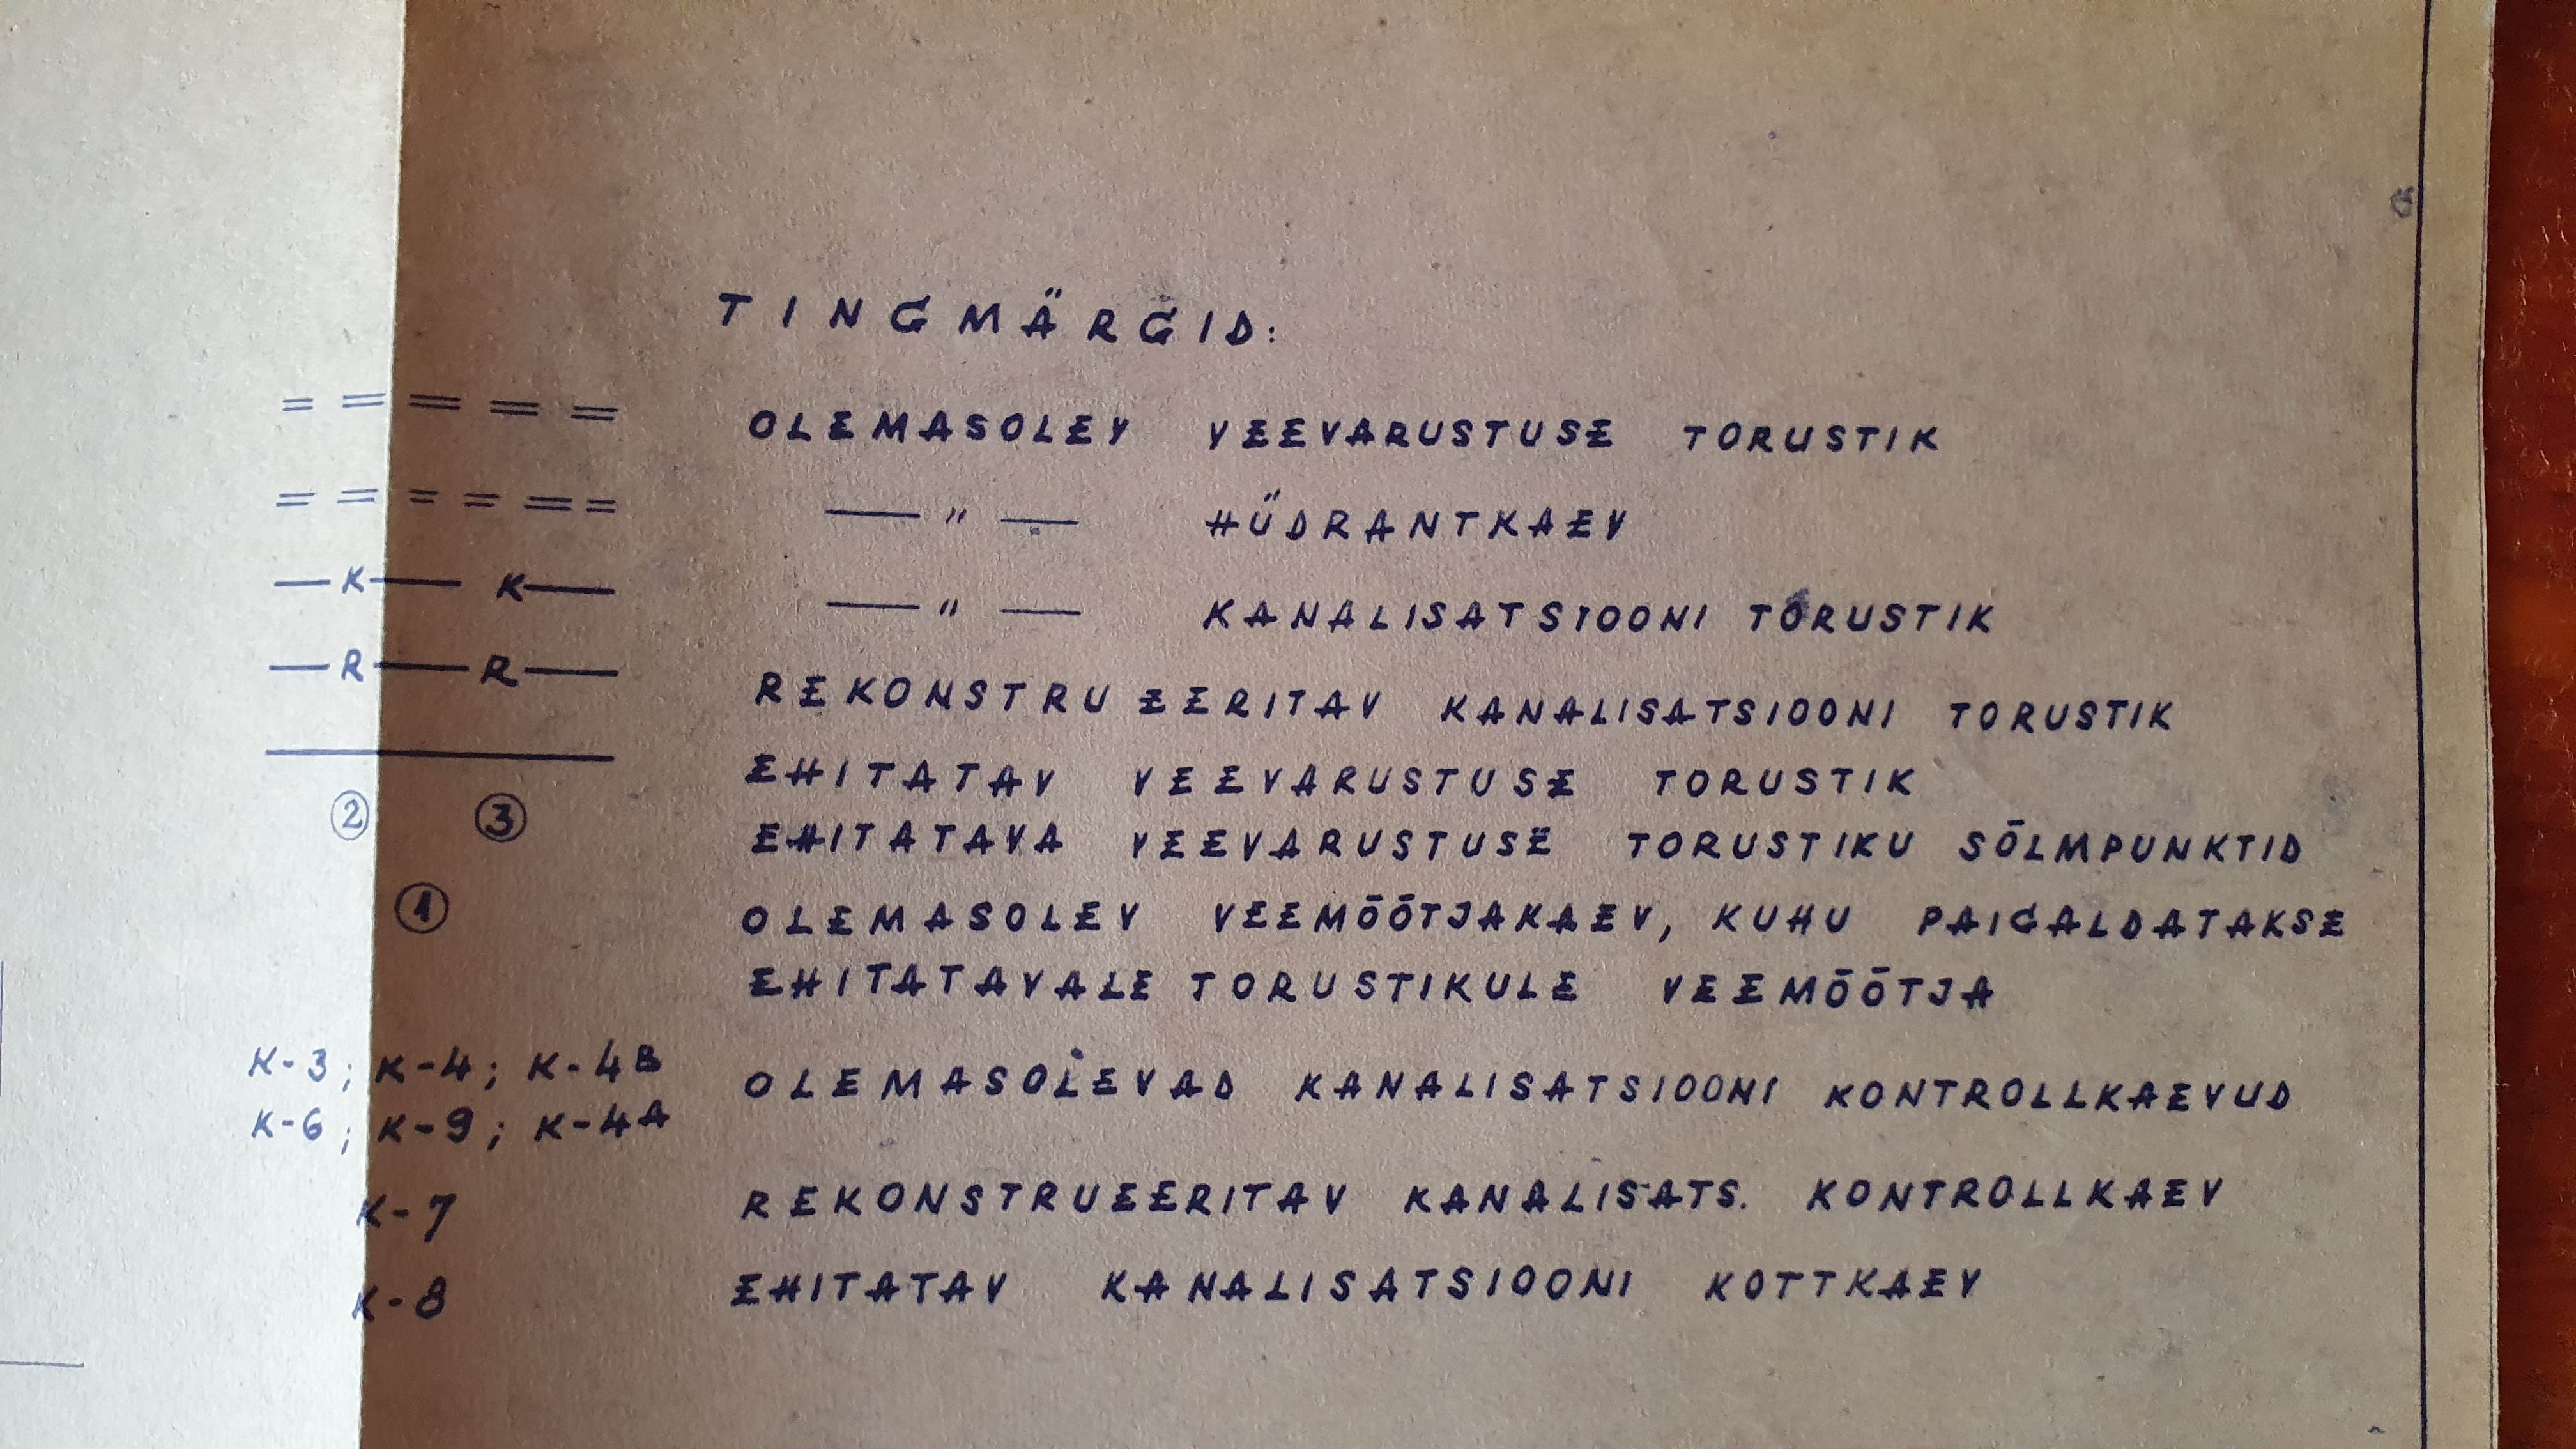 TINGMÄRGID:
= = = = = OLEMASOLEV VEEVARUSTUSE TORUSTIK
= = = = = = — " — HÜDRANTKAEV
— K — K — — " — KANALISATSIOONI TORUSTIK
— R — R — REKONSTRUEERITAV KANALISATSIOONI TORUSTIK
EHITATAV VEEVARUSTUSE TORUSTIK
2 3 EHITATAVA VEEVARUSTUSE TORUSTIKU SÕLMPUNKTID
1 OLEMASOLEV VEEMÕÕTJAKAEV, KUHU PAIGALDATAKSE
EHITATAVALE TORUSTIKULE VEEMÕÕTJA
K-3; K-4; K-4B OLEMASOLEVAD KANALISATSIOONI KONTROLLKAEVUD
K-6; K-9; K-4A
K-7 REKONSTRUEERITAV KANALISATS. KONTROLLKAEV
K-8 EHITATAV KANALISATSIOONI KOTTKAEV